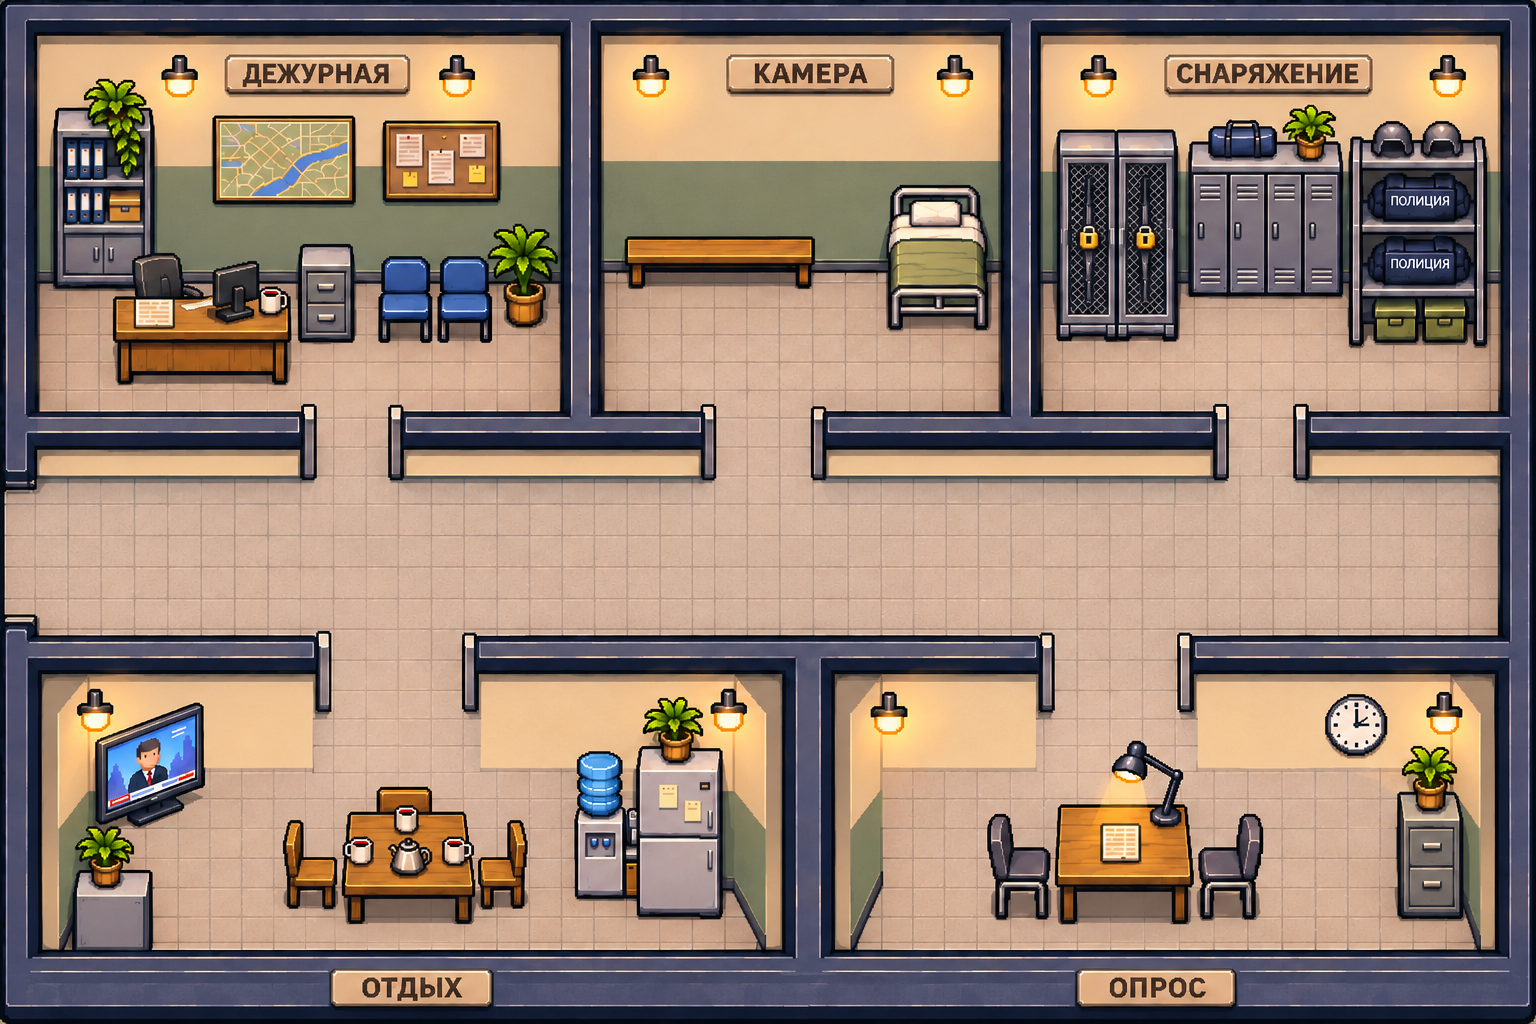 ДЕЖУРНАЯ
КАМЕРА
СНАРЯЖЕНИЕ
ПОЛИЦИЯ
ПОЛИЦИЯ
ОТДЫХ
ОПРОС